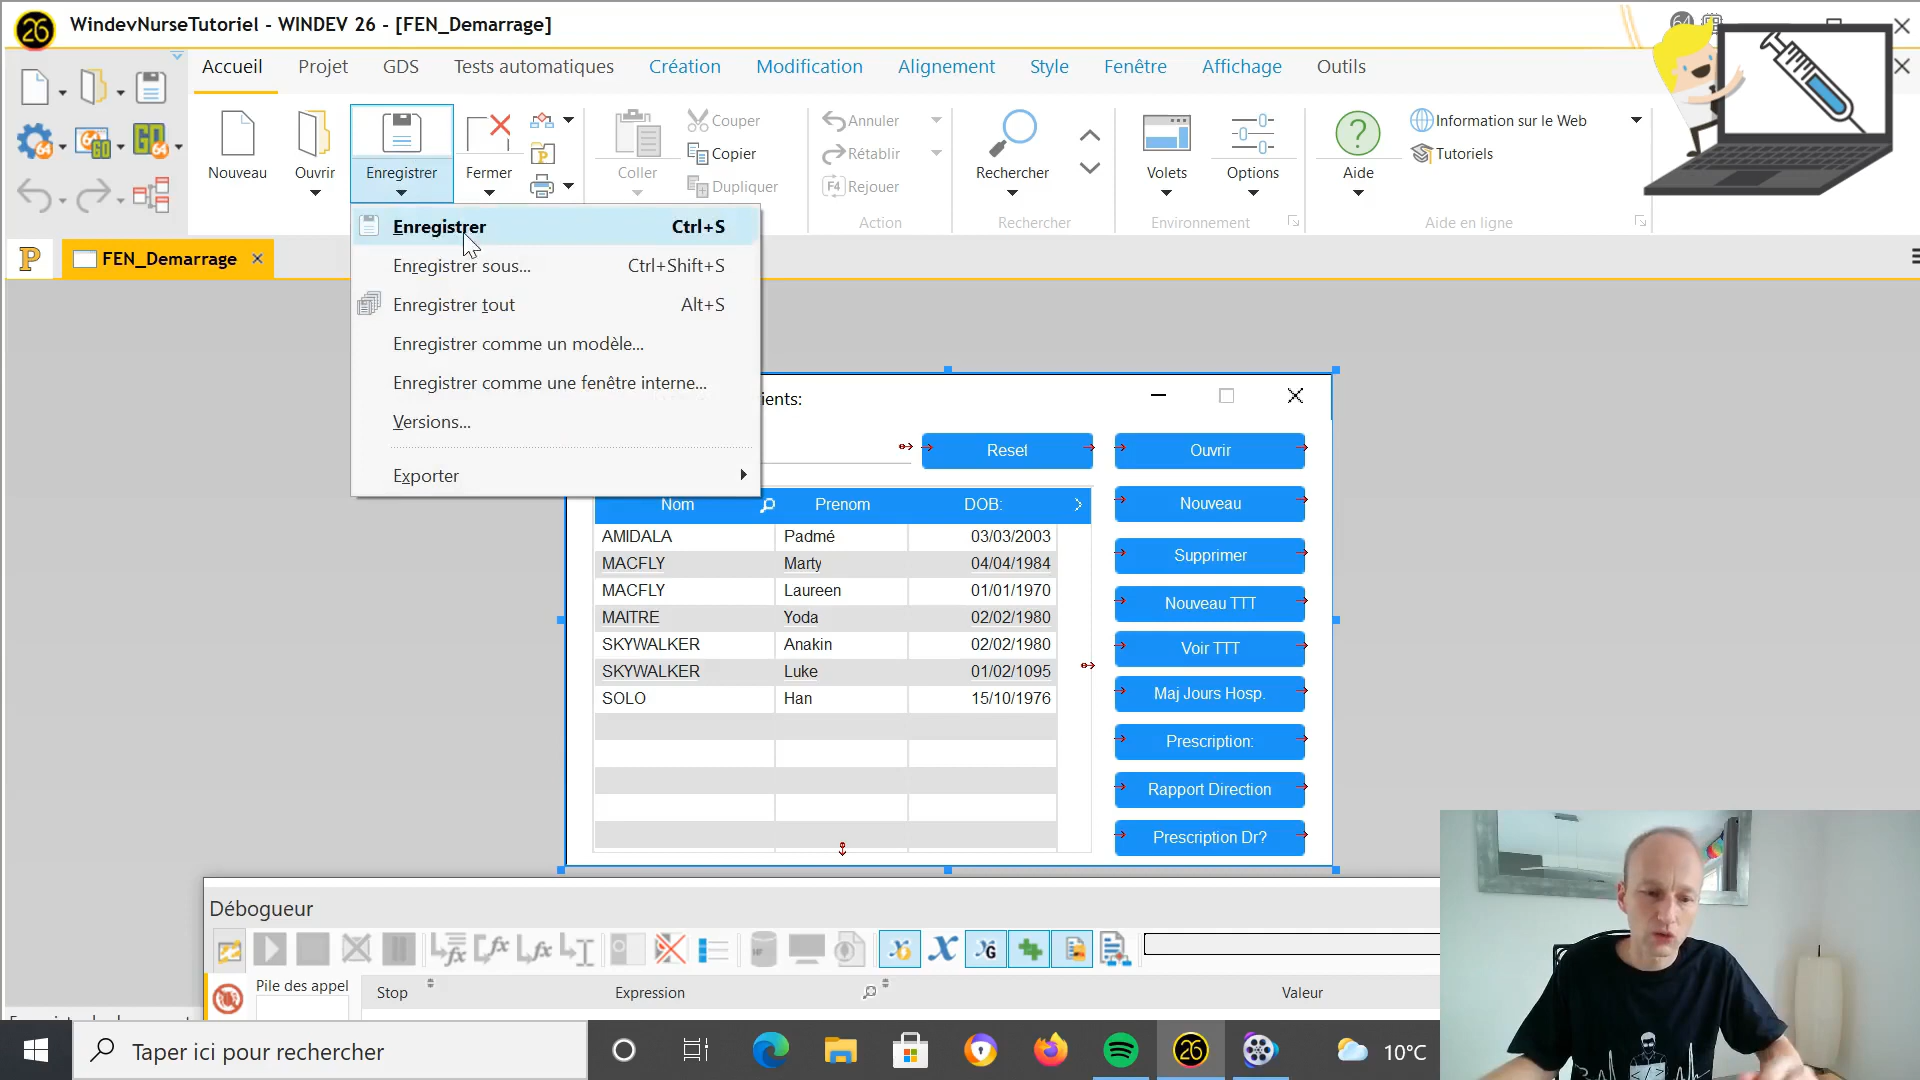 26 WindevNurseTutoriel - WINDEV 26 - [FEN_Demarrage]
Accueil Projet GDS Tests automatiques Création Modification Alignement Style Fenêtre Affichage Outils
Nouveau Ouvrir Enregistrer Fermer Coller Couper Copier Dupliquer Annuler Rétablir F4 Rejouer Rechercher Volets Options Aide Information sur le Web Tutoriels
Action Rechercher Environnement Aide en ligne
FEN_Demarrage
Enregistrer Ctrl+S
Enregistrer sous... Ctrl+Shift+S
Enregistrer tout Alt+S
Enregistrer comme un modèle...
Enregistrer comme une fenêtre interne...
Versions...
Exporter
ients:
Reset Ouvrir
Nom Prenom DOB: Nouveau
AMIDALA Padmé 03/03/2003
MACFLY Marty 04/04/1984 Supprimer
MACFLY Laureen 01/01/1970 Nouveau TTT
MAITRE Yoda 02/02/1980
SKYWALKER Anakin 02/02/1980 Voir TTT
SKYWALKER Luke 01/02/1095
SOLO Han 15/10/1976 Maj Jours Hosp.
Prescription:
Rapport Direction
Prescription Dr?
Débogueur
Pile des appel Stop Expression Valeur
Taper ici pour rechercher 26 10°C